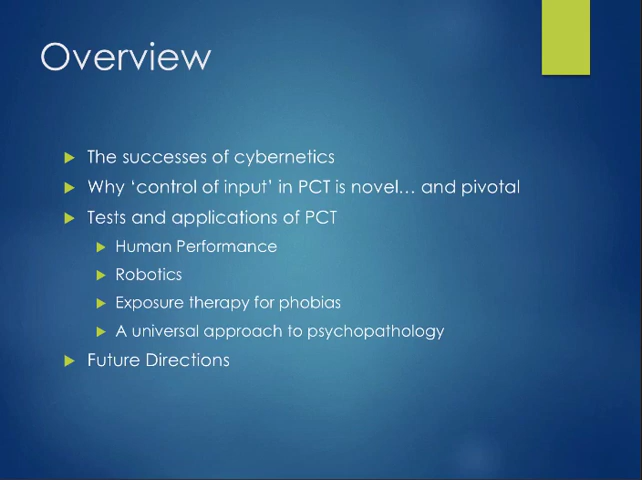 Overview
The successes of cybernetics
Why ‘control of input’ in PCT is novel… and pivotal
Tests and applications of PCT
Human Performance
Robotics
Exposure therapy for phobias
A universal approach to psychopathology
Future Directions